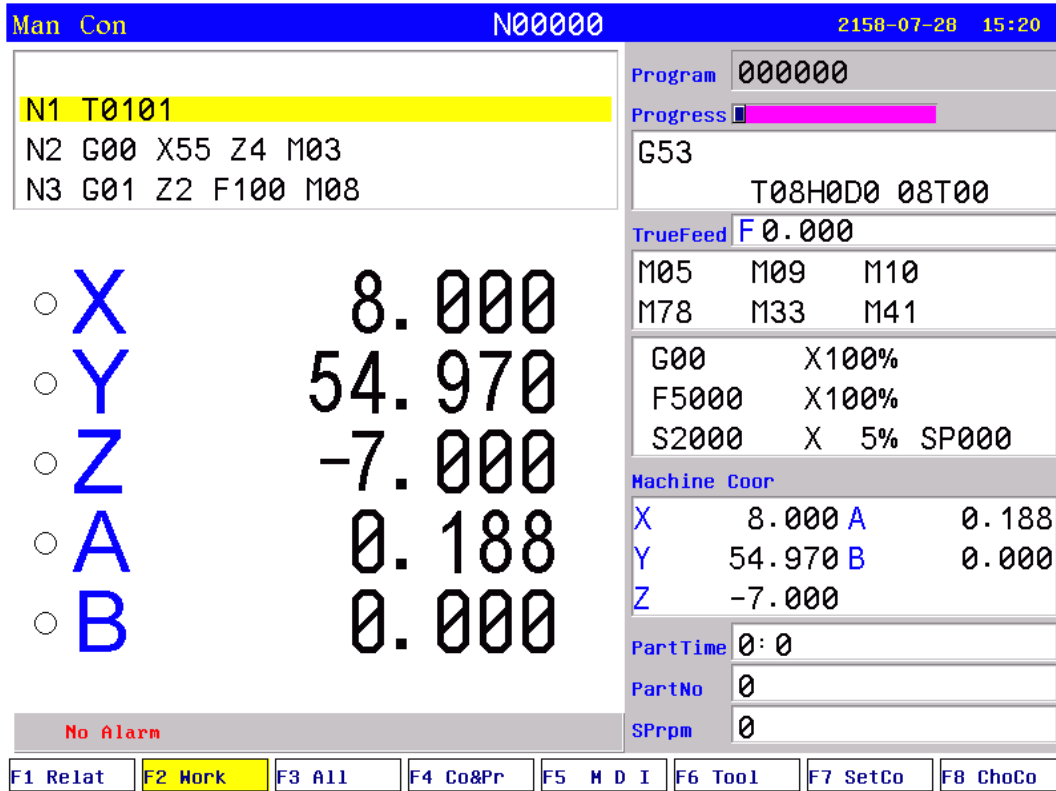 Man Con N00000 2158-07-28 15:20
N1 T0101
N2 G00 X55 Z4 M03
N3 G01 Z2 F100 M08
X 8.000
Y 54.970
Z -7.000
A 0.188
B 0.000
No Alarm
Program 000000
Progress
G53
T08H0D0 08T00
TrueFeed F 0.000
M05 M09 M10
M78 M33 M41
G00 X100%
F5000 X100%
S2000 X 5% SP000
Machine Coor
X 8.000 A 0.188
Y 54.970 B 0.000
Z -7.000
PartTime 0: 0
PartNo 0
SPrpm 0
F1 Relat F2 Work F3 All F4 Co&Pr F5 M D I F6 Tool F7 SetCo F8 ChoCo